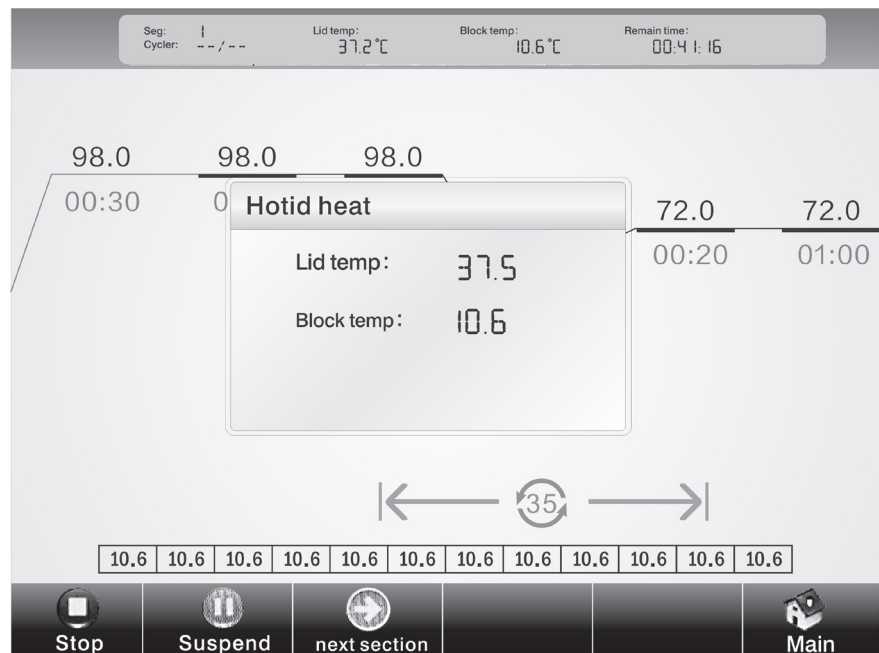 Seg: 1
Cycler: --/--
Lid temp:
37.2℃
Block temp:
10.6℃
Remain time:
00:41:16
98.0
98.0
98.0
00:30
0
72.0
72.0
00:20
01:00
Hotid heat
Lid temp: 37.5
Block temp: 10.6
35
10.6 10.6 10.6 10.6 10.6 10.6 10.6 10.6 10.6 10.6 10.6 10.6
Stop
Suspend
next section
Main